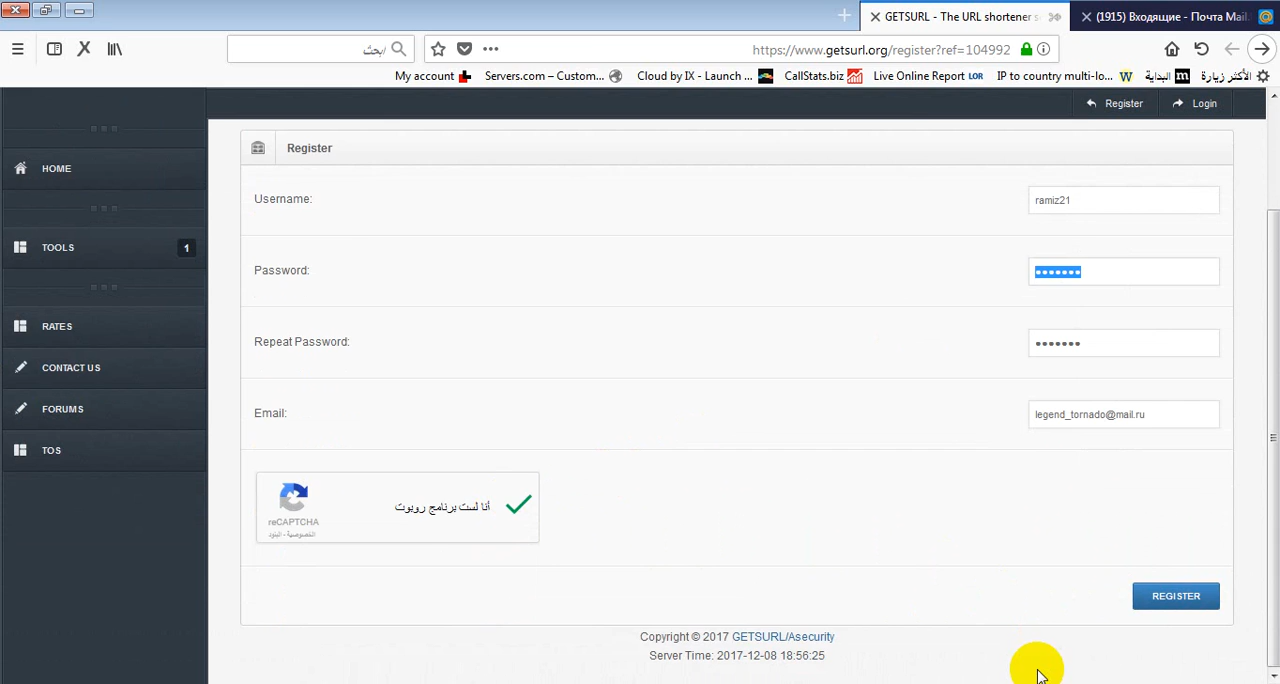 GETSURL - The URL shortener s
(1915) Входящие - Почта Mail.
ابحث
https://www.getsurl.org/register?ref=104992
My account
Servers.com – Custom...
Cloud by IX - Launch ...
CallStats.biz
Live Online Report LOR
IP to country multi-lo...
W
البداية
m
الأكثر زيارة
Register
Login
HOME
TOOLS
1
RATES
CONTACT US
FORUMS
TOS
Register
Username:
ramiz21
Password:
•••••••
Repeat Password:
•••••••
Email:
legend_tornado@mail.ru
أنا لست برنامج روبوت
reCAPTCHA
الخصوصية - البنود
REGISTER
Copyright © 2017 GETSURL/Asecurity
Server Time: 2017-12-08 18:56:25